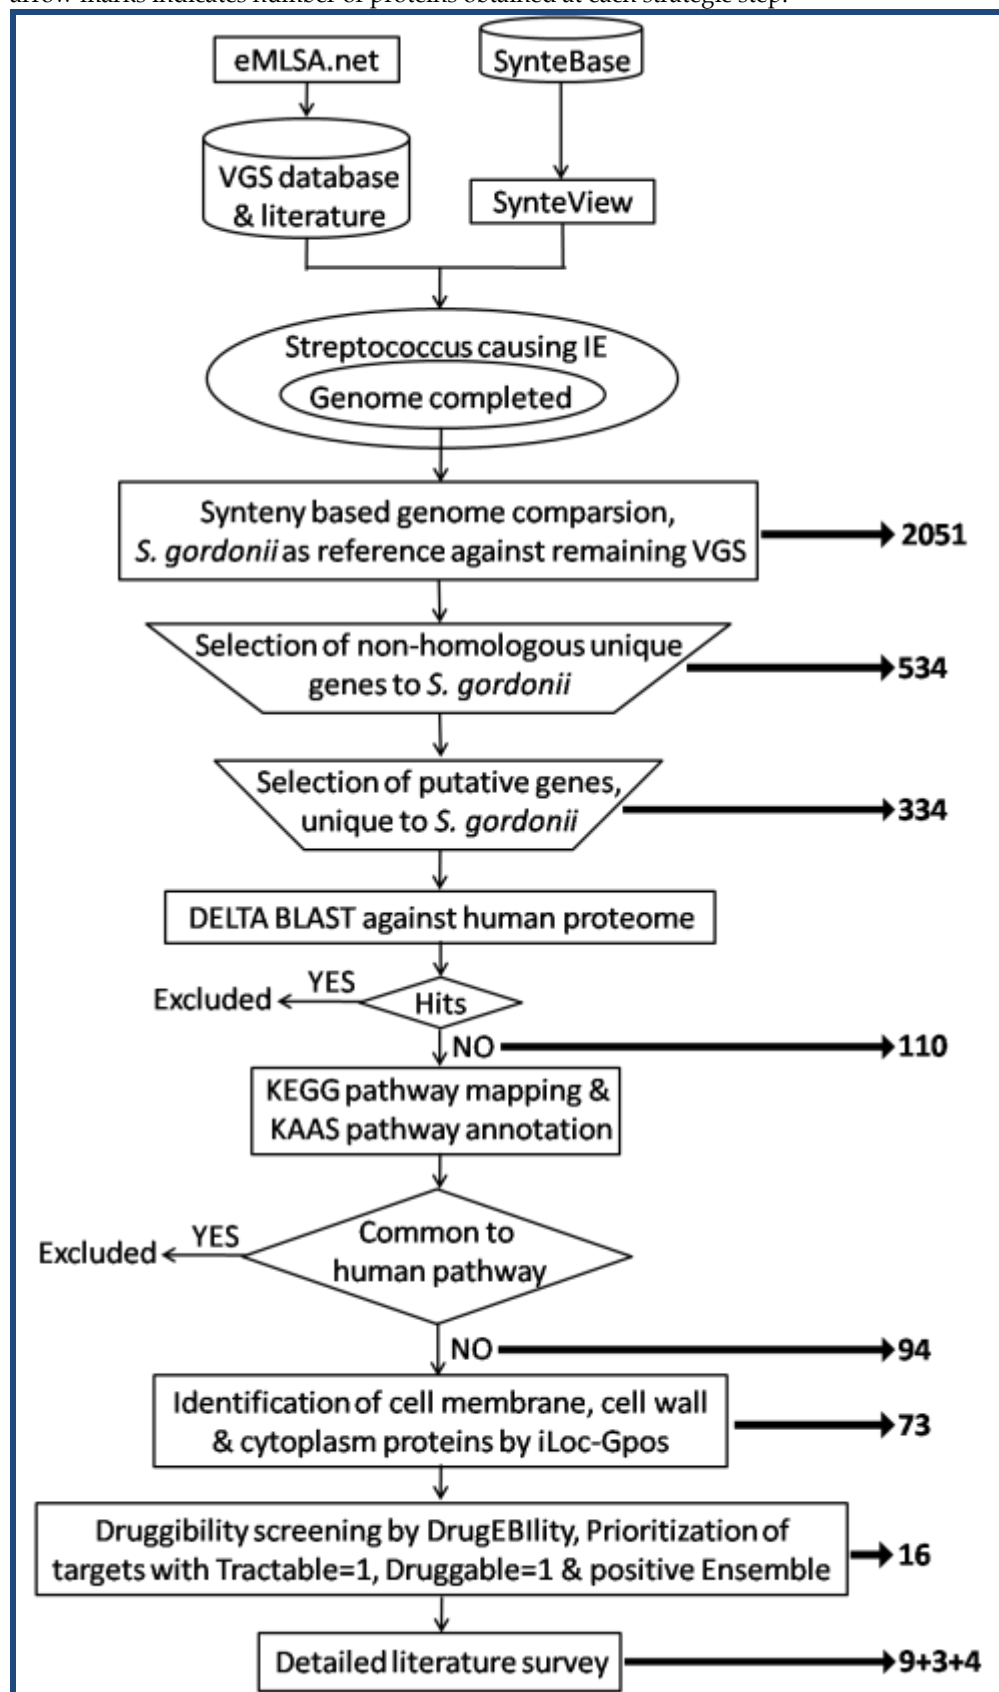 arrow marks indicates number of proteins obtained at each strategic step.
eMLSA.net
SynteBase
VGS database
& literature
SynteView
Streptococcus causing IE
Genome completed
Synteny based genome comparsion,
S. gordonii as reference against remaining VGS
2051
Selection of non-homologous unique
genes to S. gordonii
534
Selection of putative genes,
unique to S. gordonii
334
DELTA BLAST against human proteome
Excluded
YES
Hits
NO
110
KEGG pathway mapping &
KAAS pathway annotation
Excluded
YES
Common to
human pathway
NO
94
Identification of cell membrane, cell wall
& cytoplasm proteins by iLoc-Gpos
73
Druggibility screening by DrugEBIlity, Prioritization of
targets with Tractable=1, Druggable=1 & positive Ensemble
16
Detailed literature survey
9+3+4